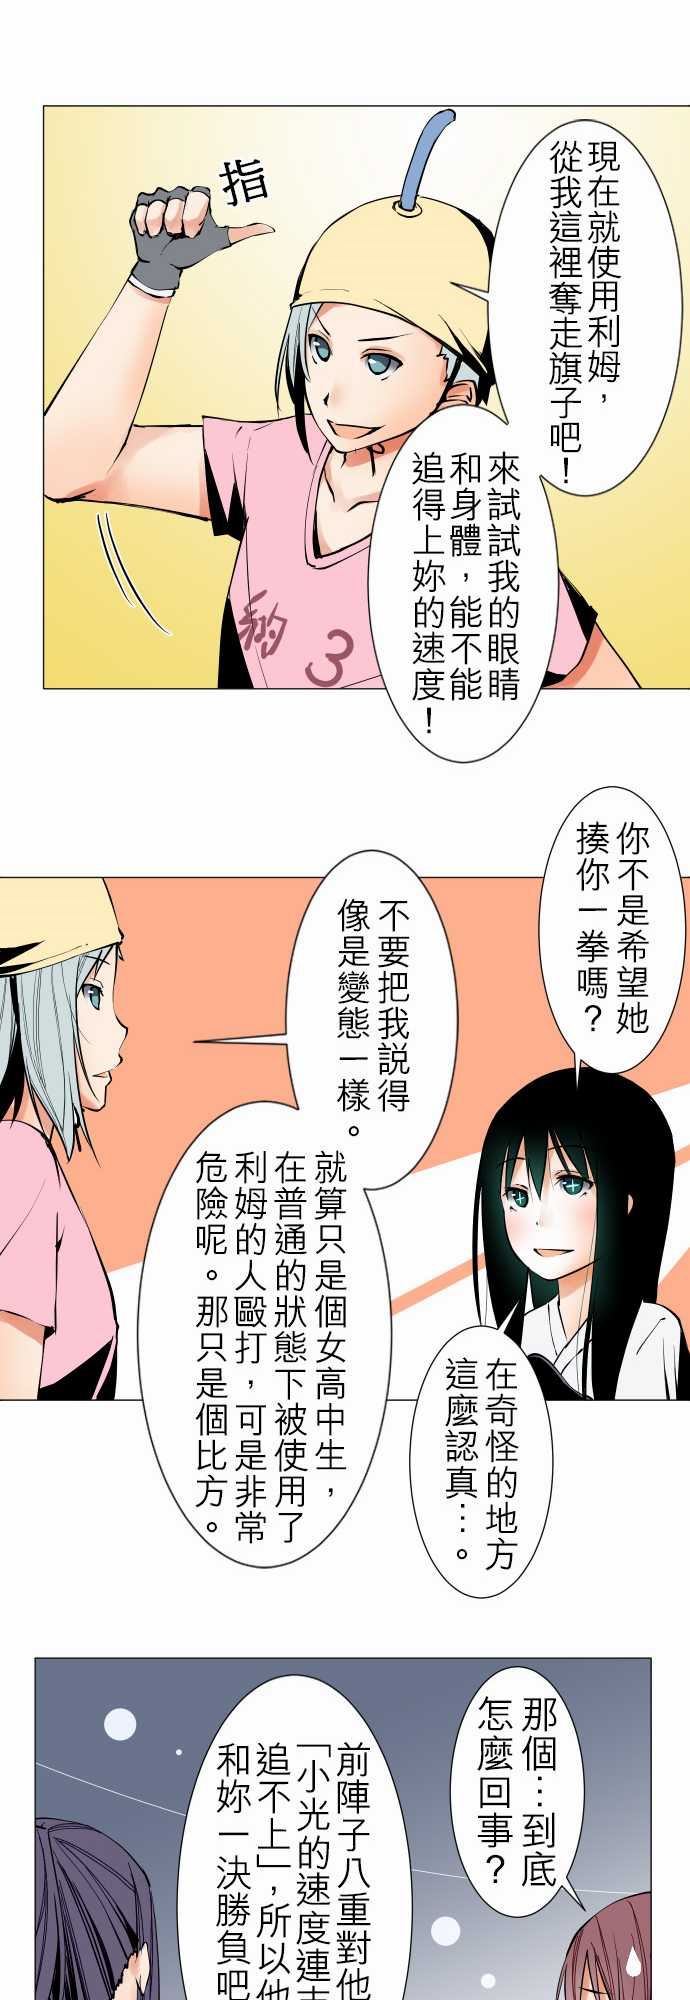 現在就使用利姆，
從我這裡奪走旗子吧！
指
來試試我的眼睛
和身體，能不能
追得上妳的速度！
3
你不是希望她
揍你一拳嗎？
不要把我説得
像是變態一樣。
就算只是個女高中生，
在普通的狀態下被使用了
利姆的人毆打，可是非常
危險呢。那只是個比方。
在奇怪的地方
這麼認真…。
那個…到底
怎麼回事？
前陣子八重對他
「小光的速度連
追不上」，所以他
和妳一決勝負吧